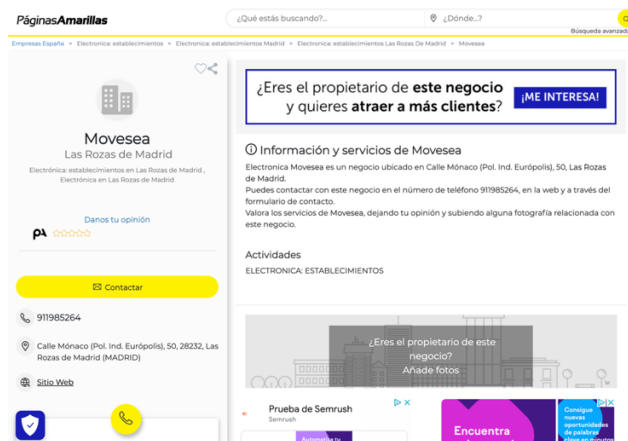 PáginasAmarillas
¿Qué estás buscando?...
¿Dónde...?
Búsqueda avanzada
Empresas España > Electronica: establecimientos > Electronica: establecimientos Madrid > Electronica: establecimientos Las Rozas De Madrid > Movesea
Movesea
Las Rozas de Madrid
Electrónica: establecimientos en Las Rozas de Madrid ,
Electrónica en Las Rozas de Madrid
Danos tu opinión
Contactar
911985264
Calle Mónaco (Pol. Ind. Európolis), 50, 28232, Las
Rozas de Madrid (MADRID)
Sitio Web
¿Eres el propietario de este negocio
y quieres atraer a más clientes?
¡ME INTERESA!
Información y servicios de Movesea
Electronica Movesea es un negocio ubicado en Calle Mónaco (Pol. Ind. Európolis), 50, Las Rozas
de Madrid.
Puedes contactar con este negocio en el número de teléfono 911985264, en la web y a través del
formulario de contacto.
Valora los servicios de Movesea, dejando tu opinión y subiendo alguna fotografía relacionada con
este negocio.
Actividades
ELECTRONICA: ESTABLECIMIENTOS
¿Eres el propietario de este
negocio?
Añade fotos
Prueba de Semrush
Semrush
Automatiza tu
Encuentra
Consigue
nuevas
oportunidades
de palabras
clave en minutos